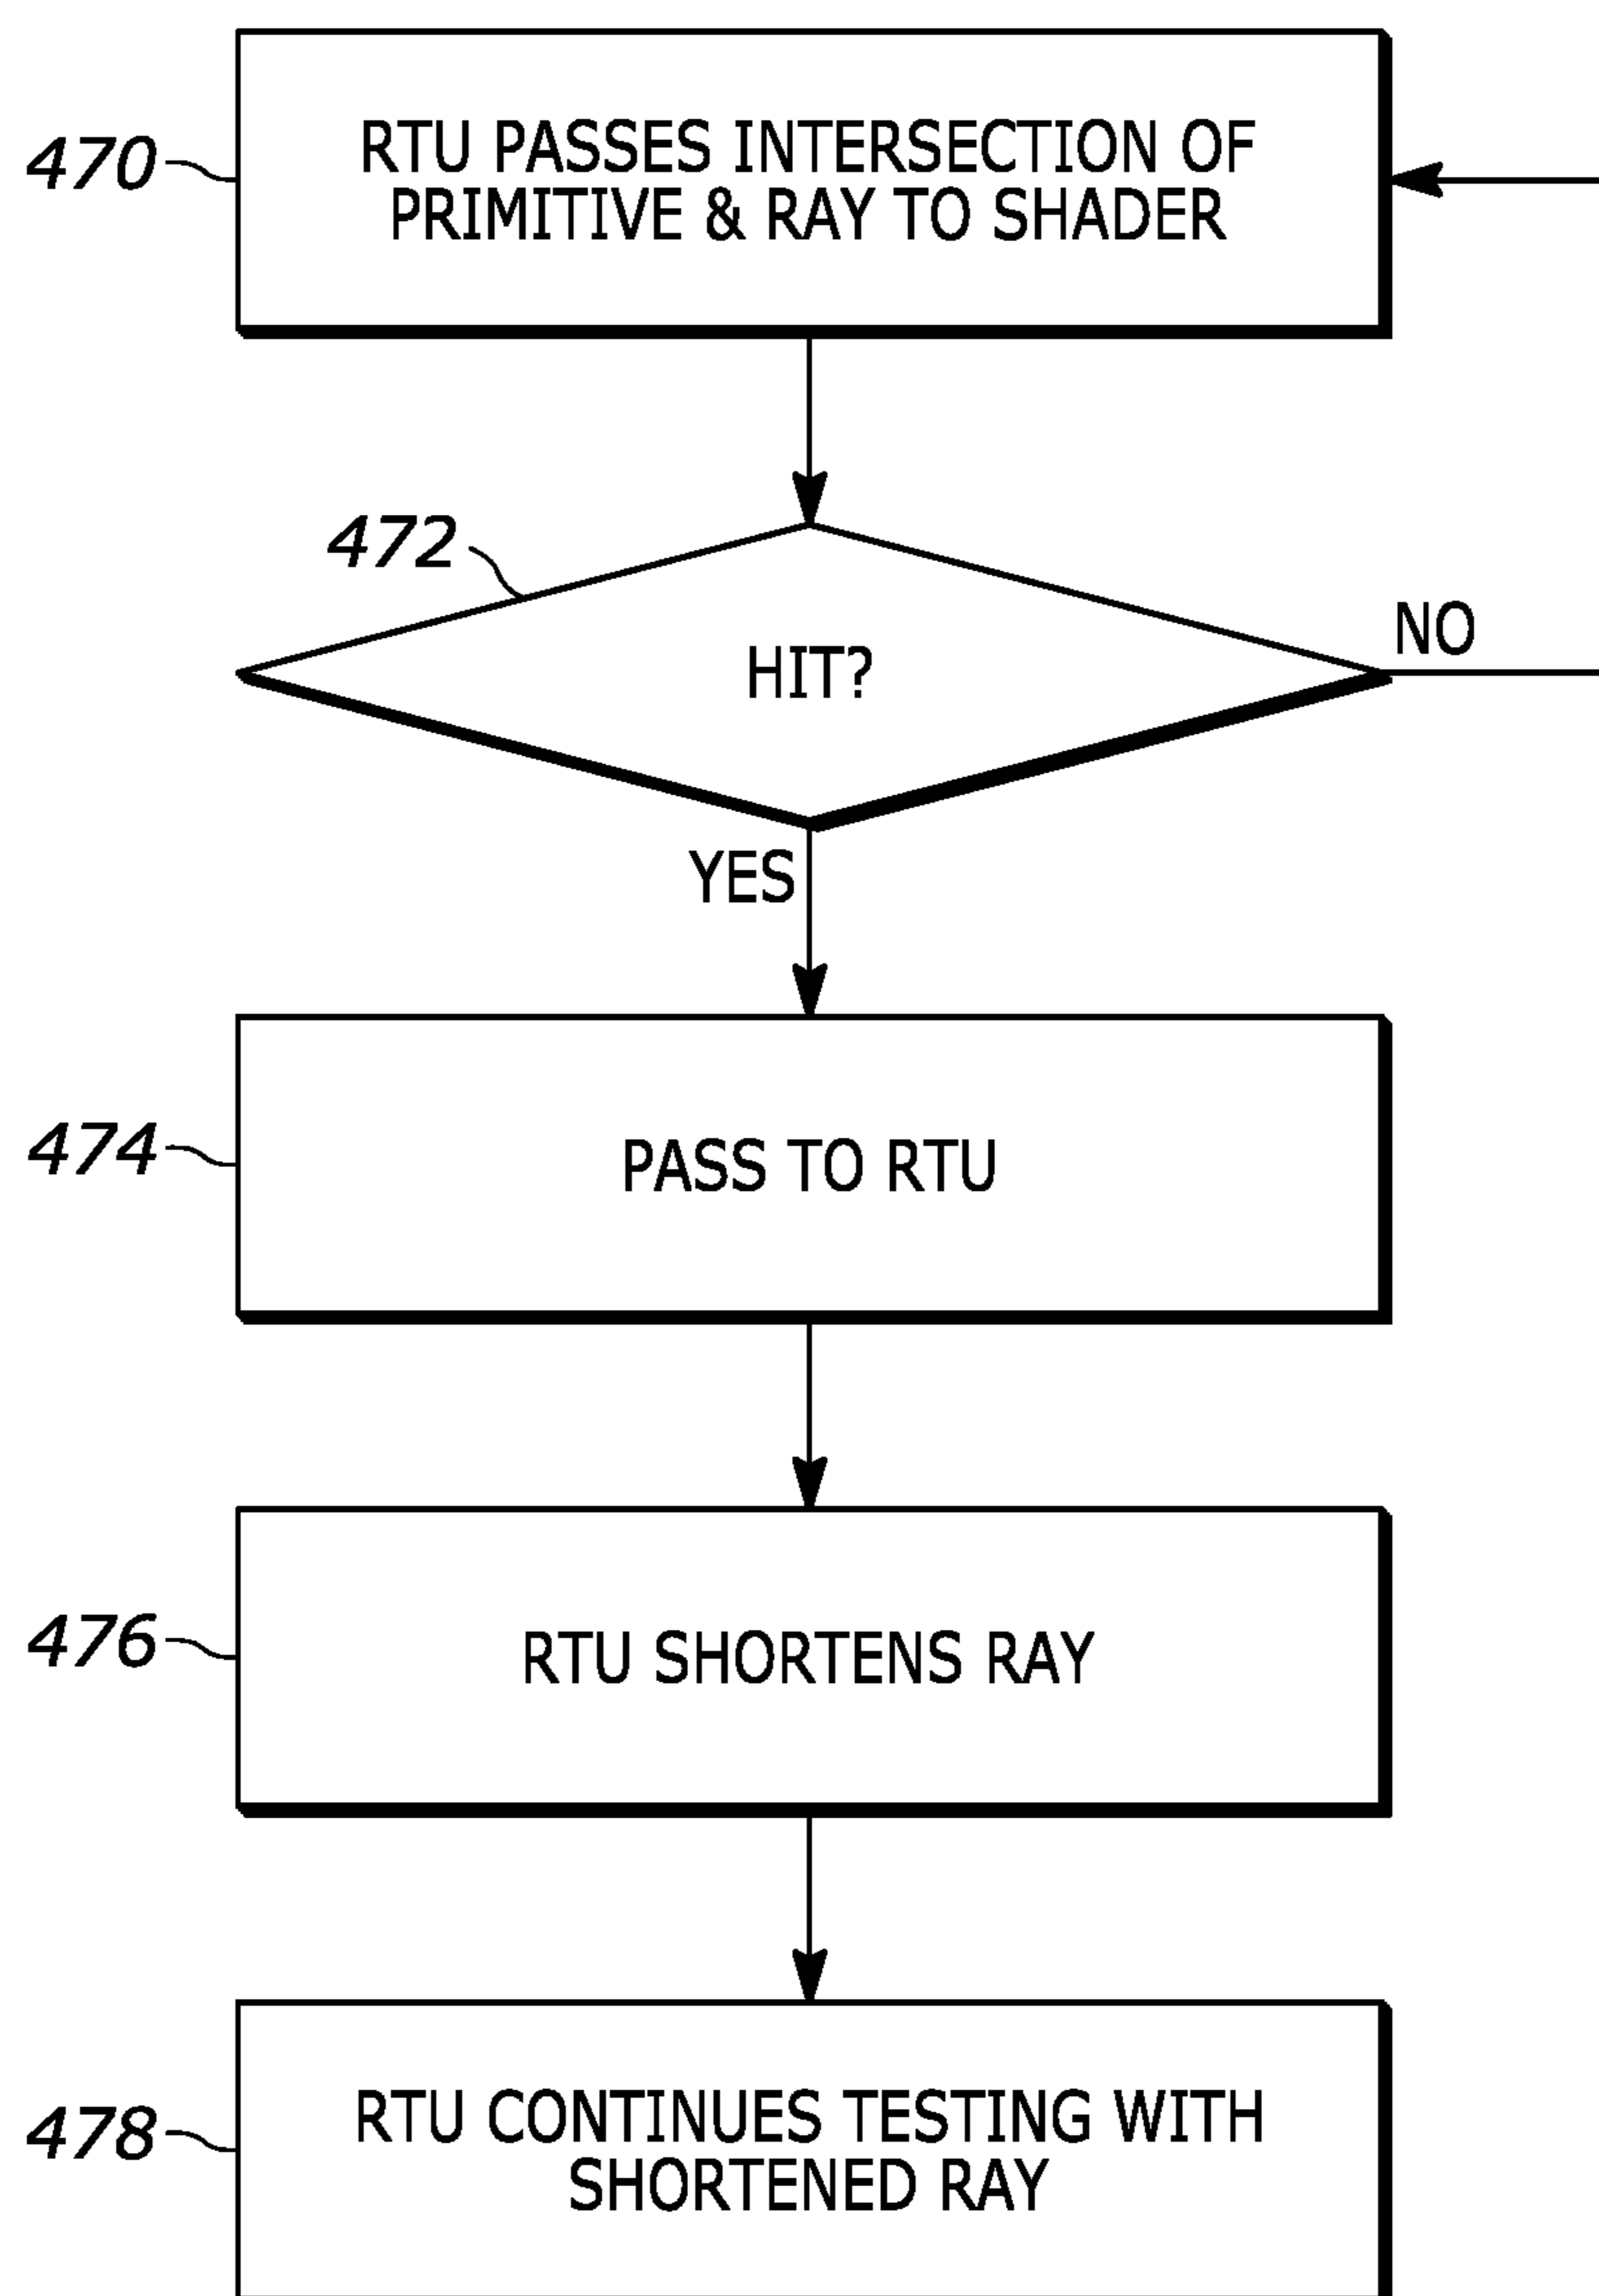 470
RTU PASSES INTERSECTION OF
PRIMITIVE & RAY TO SHADER
472
HIT?
NO
YES
474
PASS TO RTU
476
RTU SHORTENS RAY
478
RTU CONTINUES TESTING WITH
SHORTENED RAY